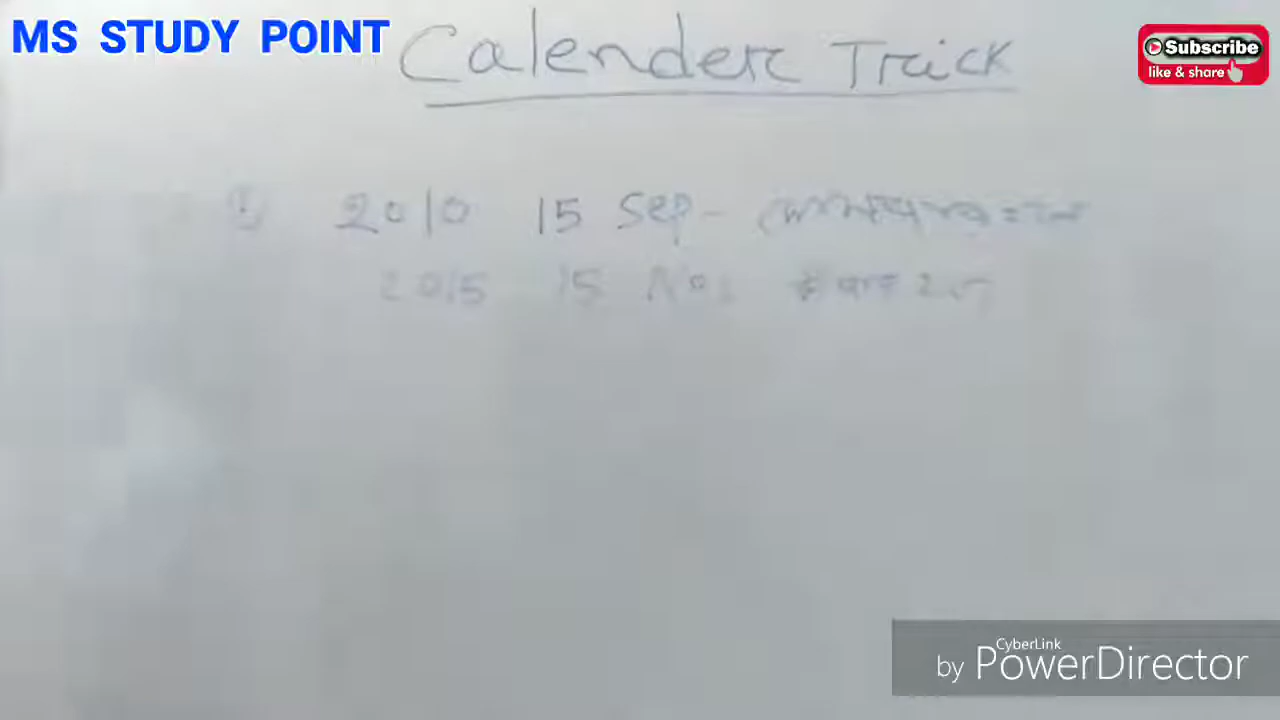 MS STUDY POINT
Calender Trick
Subscribe
like & share
2010 15 Sep -
2015 15 Nov
CyberLink
by PowerDirector